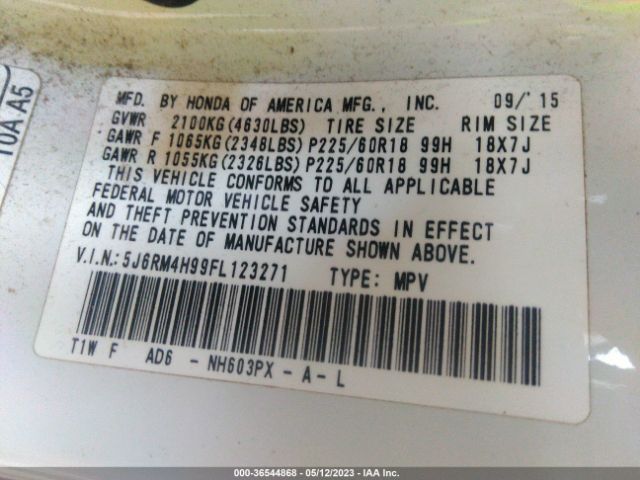 10A A5
MFD. BY HONDA OF AMERICA MFG., INC. 09/'15
GVWR 2100KG(4630LBS) TIRE SIZE RIM SIZE
GAWR F 1065KG(2348LBS) P225/60R18 99H 18X7J
GAWR R 1055KG(2326LBS) P225/60R18 99H 18X7J
THIS VEHICLE CONFORMS TO ALL APPLICABLE
FEDERAL MOTOR VEHICLE SAFETY
AND THEFT PREVENTION STANDARDS IN EFFECT
ON THE DATE OF MANUFACTURE SHOWN ABOVE.
V.I.N.:5J6RM4H99FL123271 TYPE: MPV
T1W F AD6 - NH603PX - A - L
000-36544868 - 05/12/2023 - IAA Inc.